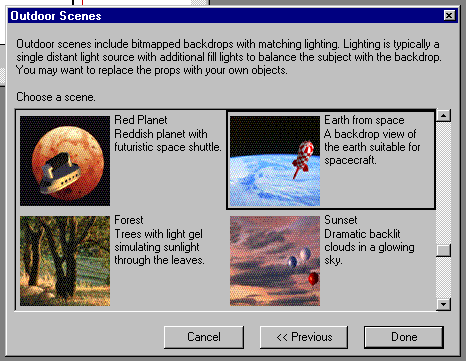 Outdoor Scenes
Outdoor scenes include bitmapped backdrops with matching lighting. Lighting is typically a
single distant light source with additional fill lights to balance the subject with the backdrop.
You may want to replace the props with your own objects.
Choose a scene.
Red Planet
Reddish planet with
futuristic space shuttle.
Earth from space
A backdrop view of
the earth suitable for
spacecraft.
Forest
Trees with light gel
simulating sunlight
through the leaves.
Sunset
Dramatic backlit
clouds in a glowing
sky.
Cancel
<< Previous
Done